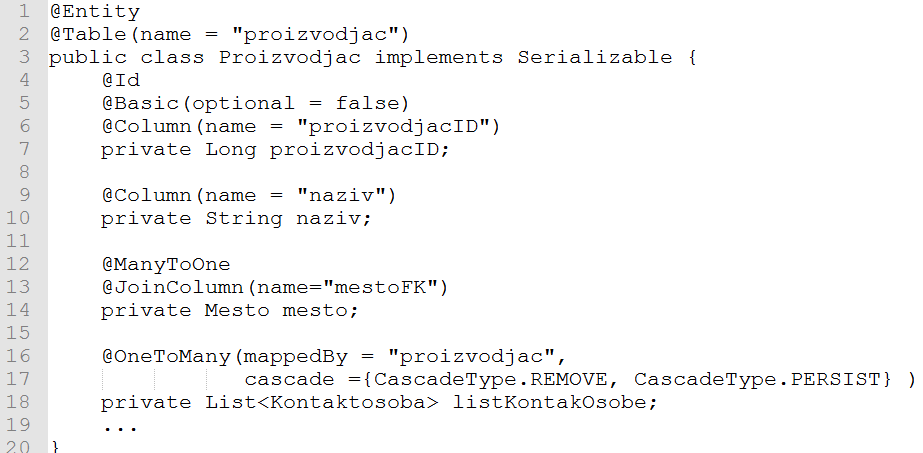 1 @Entity
2 @Table(name = "proizvodjac")
3 public class Proizvodjac implements Serializable {
4     @Id
5     @Basic(optional = false)
6     @Column(name = "proizvodjacID")
7     private Long proizvodjacID;
8
9     @Column(name = "naziv")
10     private String naziv;
11
12     @ManyToOne
13     @JoinColumn(name="mestoFK")
14     private Mesto mesto;
15
16     @OneToMany(mappedBy = "proizvodjac",
17                cascade ={CascadeType.REMOVE, CascadeType.PERSIST} )
18     private List<Kontaktosoba> listKontakOsobe;
19     ...
20 }